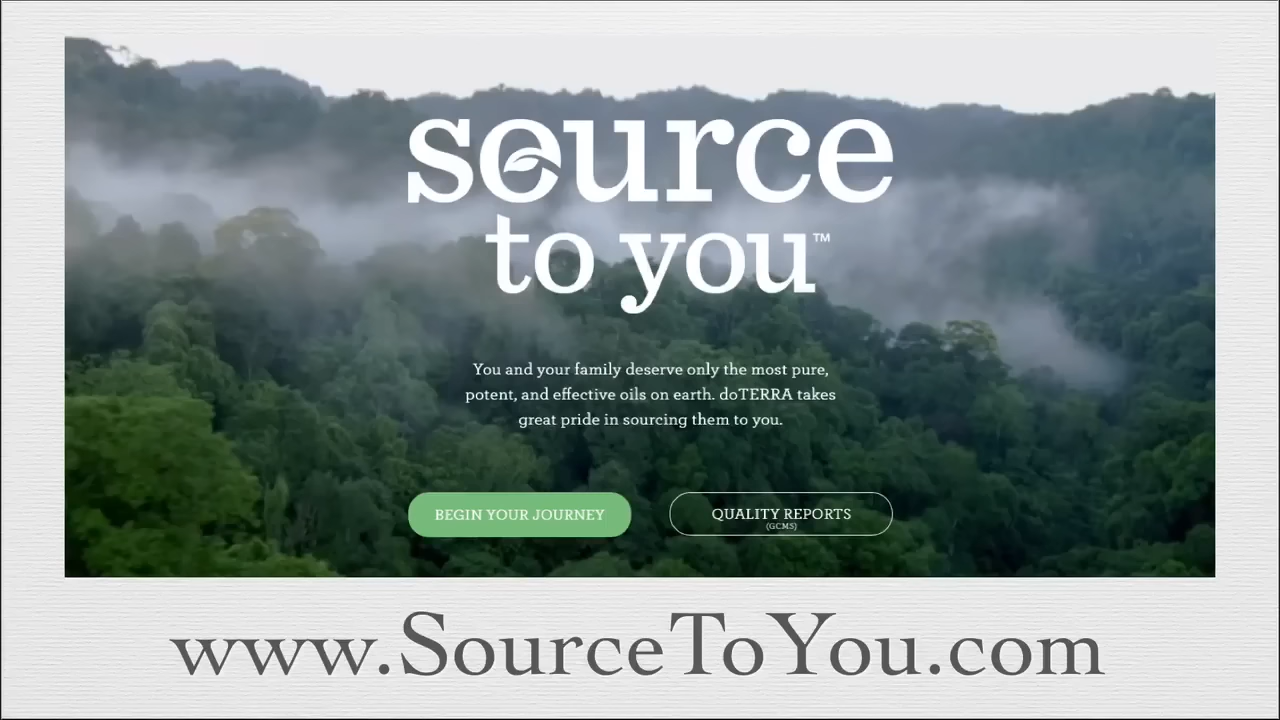 source
to you™
You and your family deserve only the most pure,
potent, and effective oils on earth. doTERRA takes
great pride in sourcing them to you.
BEGIN YOUR JOURNEY
QUALITY REPORTS
(GCMS)
www.SourceToYou.com